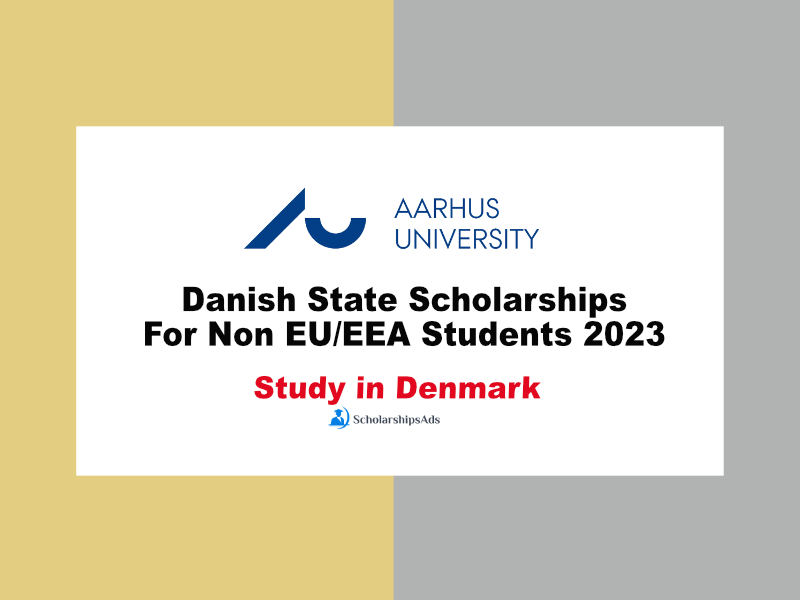 AARHUS
UNIVERSITY
Danish State Scholarships
For Non EU/EEA Students 2023
Study in Denmark
ScholarshipsAds